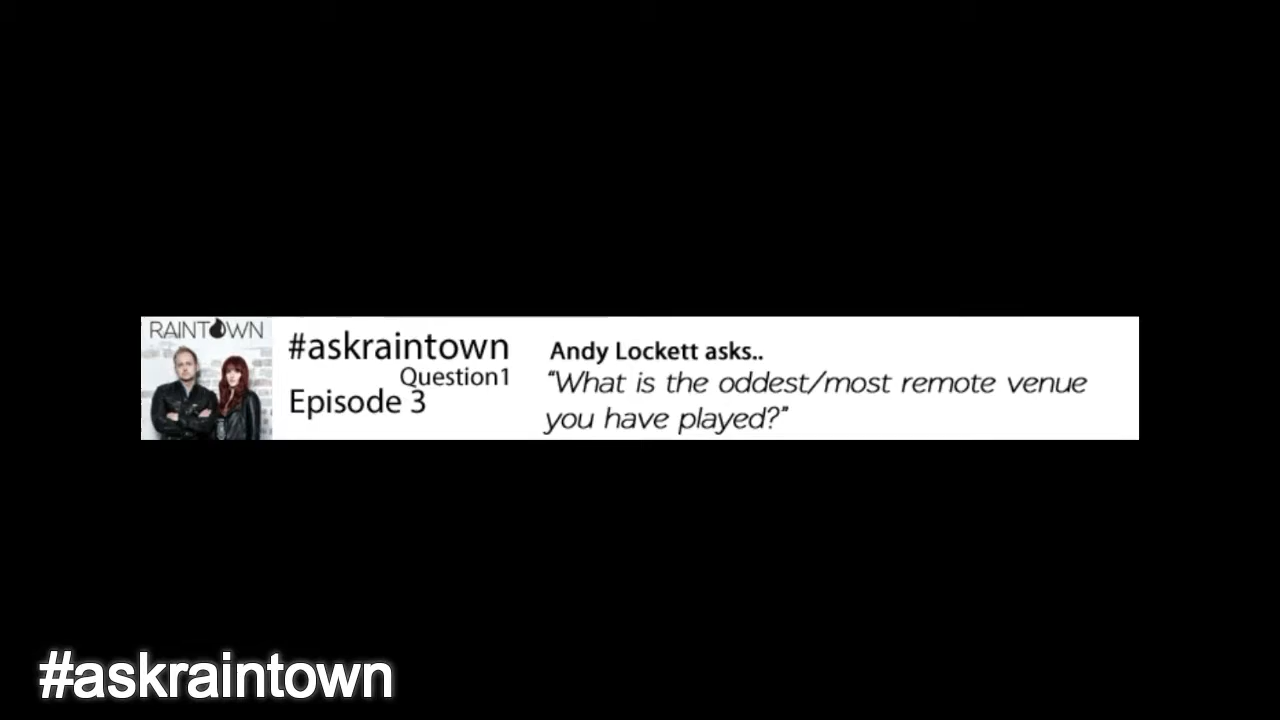 RAINTOWN
#askraintown
Question1
Episode 3
Andy Lockett asks..
“What is the oddest/most remote venue
you have played?”
#askraintown